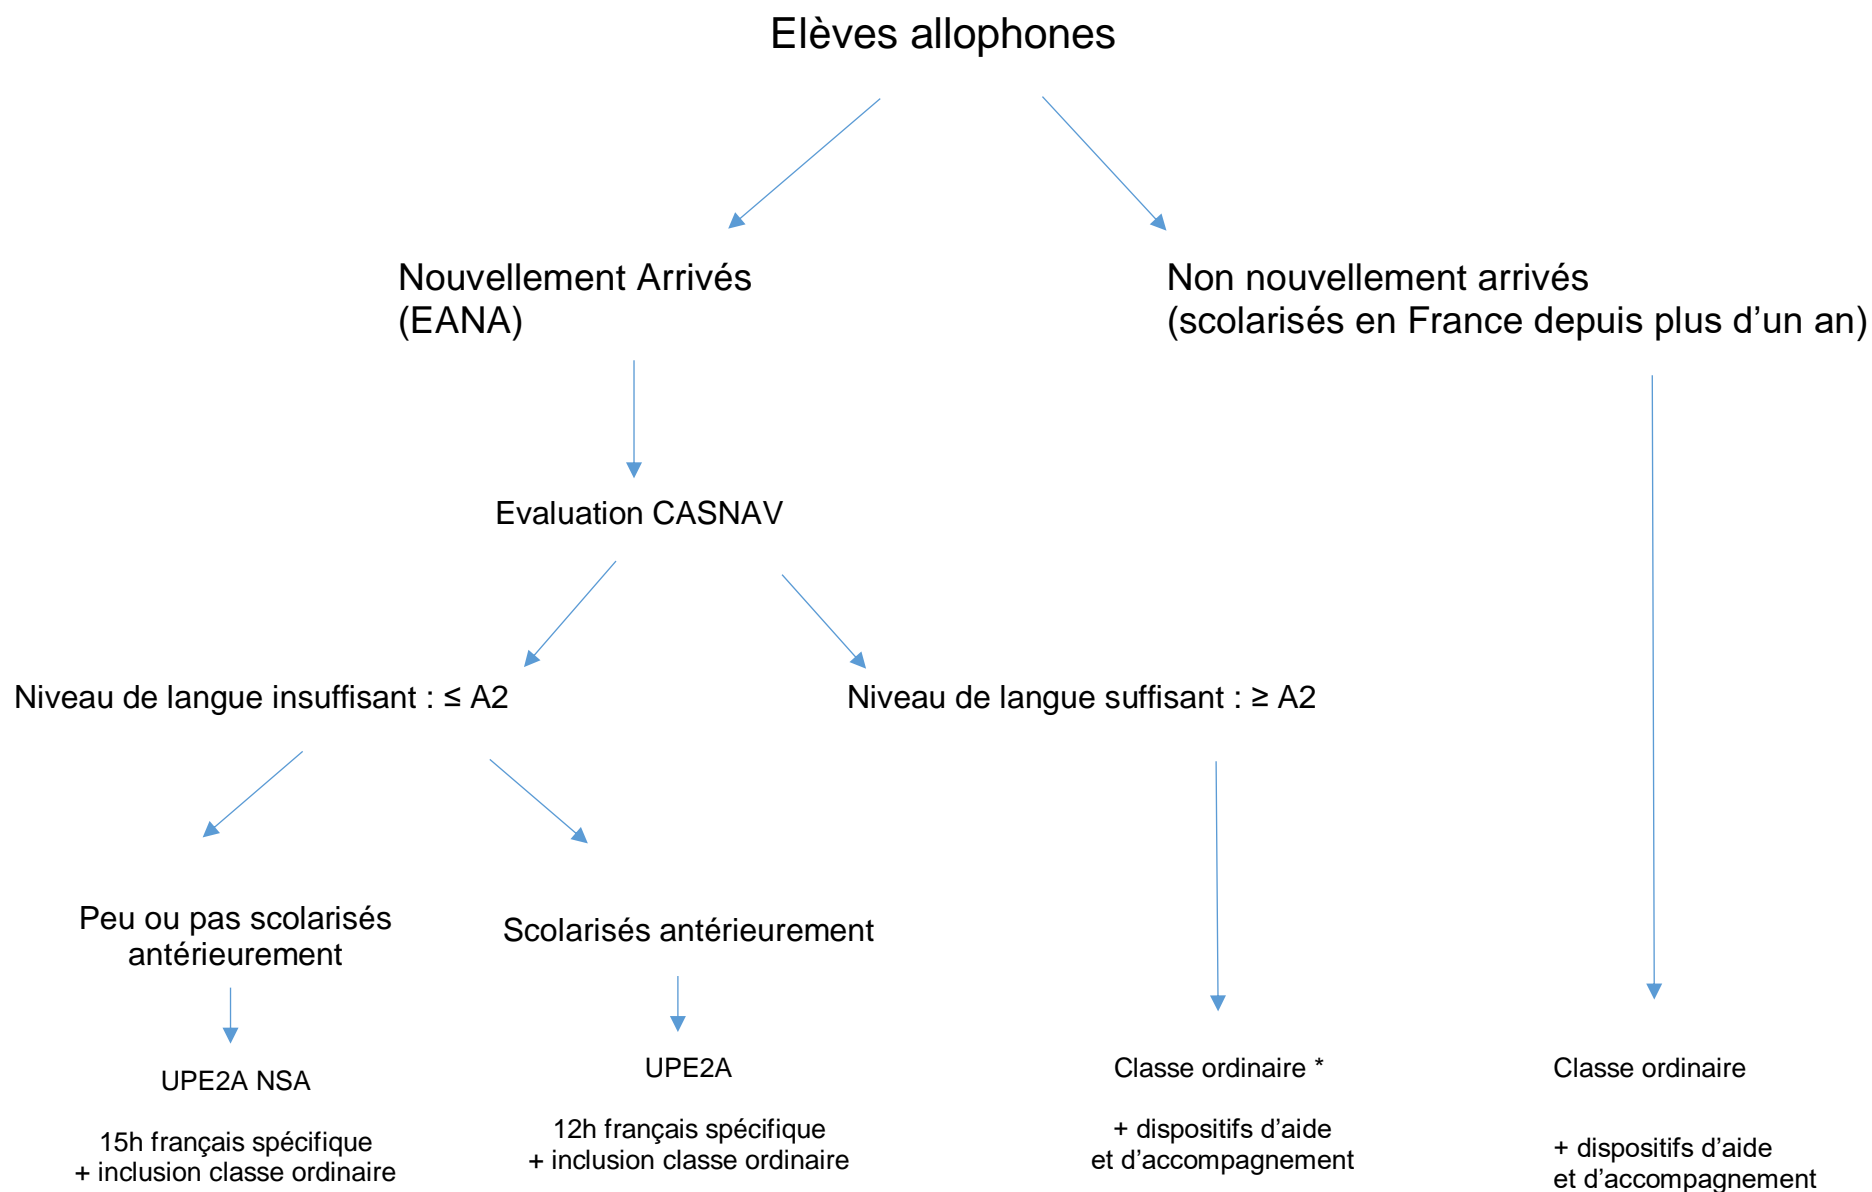 Elèves allophones
Nouvellement Arrivés
(EANA)
Non nouvellement arrivés
(scolarisés en France depuis plus d’un an)
Evaluation CASNAV
Niveau de langue insuffisant : ≤ A2
Niveau de langue suffisant : ≥ A2
Peu ou pas scolarisés
antérieurement
Scolarisés antérieurement
UPE2A NSA
15h français spécifique
+ inclusion classe ordinaire
UPE2A
12h français spécifique
+ inclusion classe ordinaire
Classe ordinaire *
+ dispositifs d’aide
et d’accompagnement
Classe ordinaire
+ dispositifs d’aide
et d’accompagnement